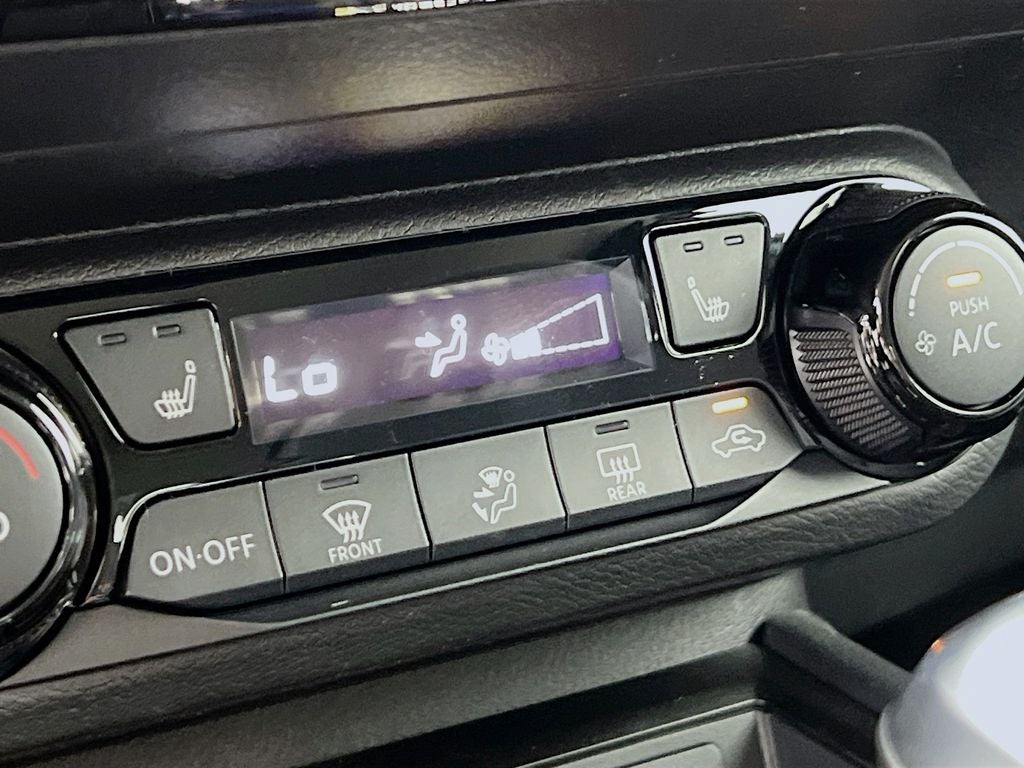 Lo
PUSH
A/C
ON·OFF
FRONT
REAR